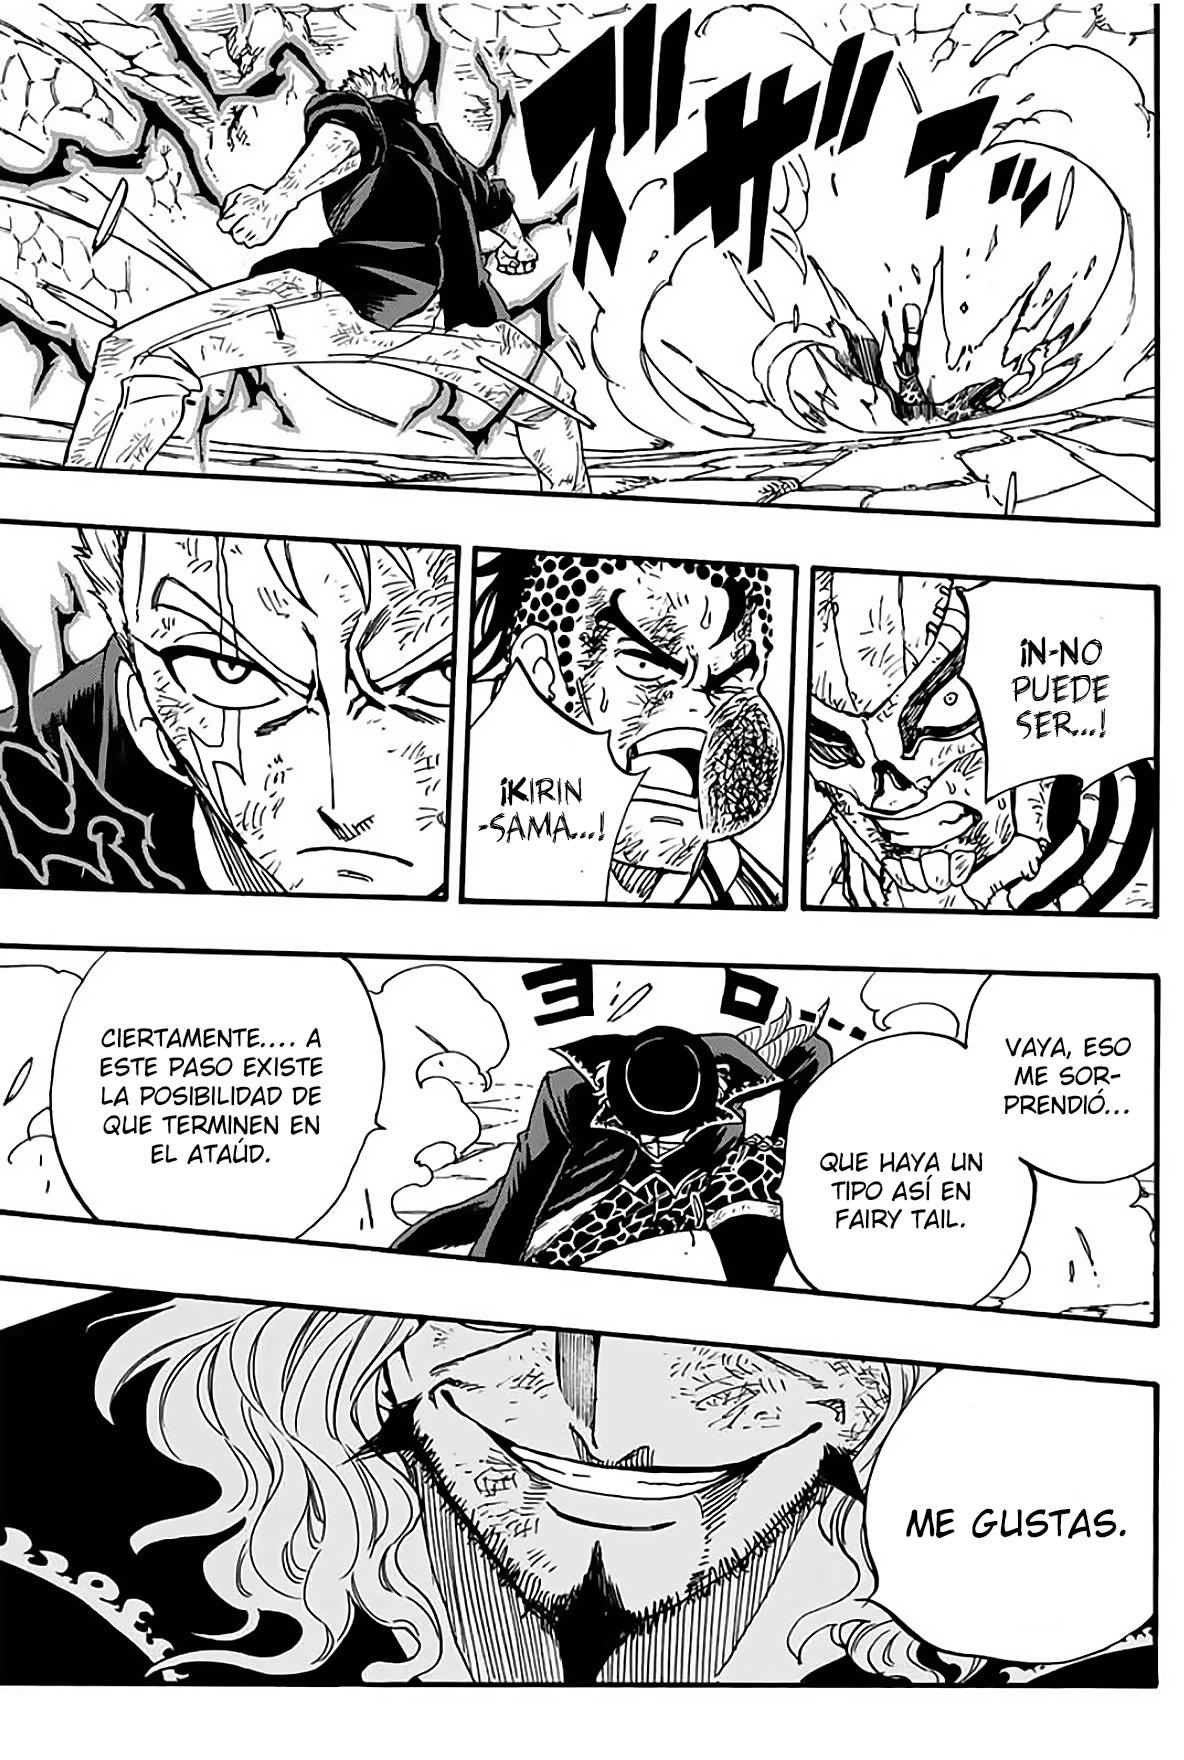 ズザァァ
¡N-NO
PUEDE
SER...!
¡KIRIN
-SAMA...!
VAYA, ESO
ME SOR-
PRENDIÓ...
QUE HAYA UN
TIPO ASÍ EN
FAIRY TAIL.
ヨロ...
CIERTAMENTE.... A
ESTE PASO EXISTE
LA POSIBILIDAD DE
QUE TERMINEN EN
EL ATAÚD.
ME GUSTAS.